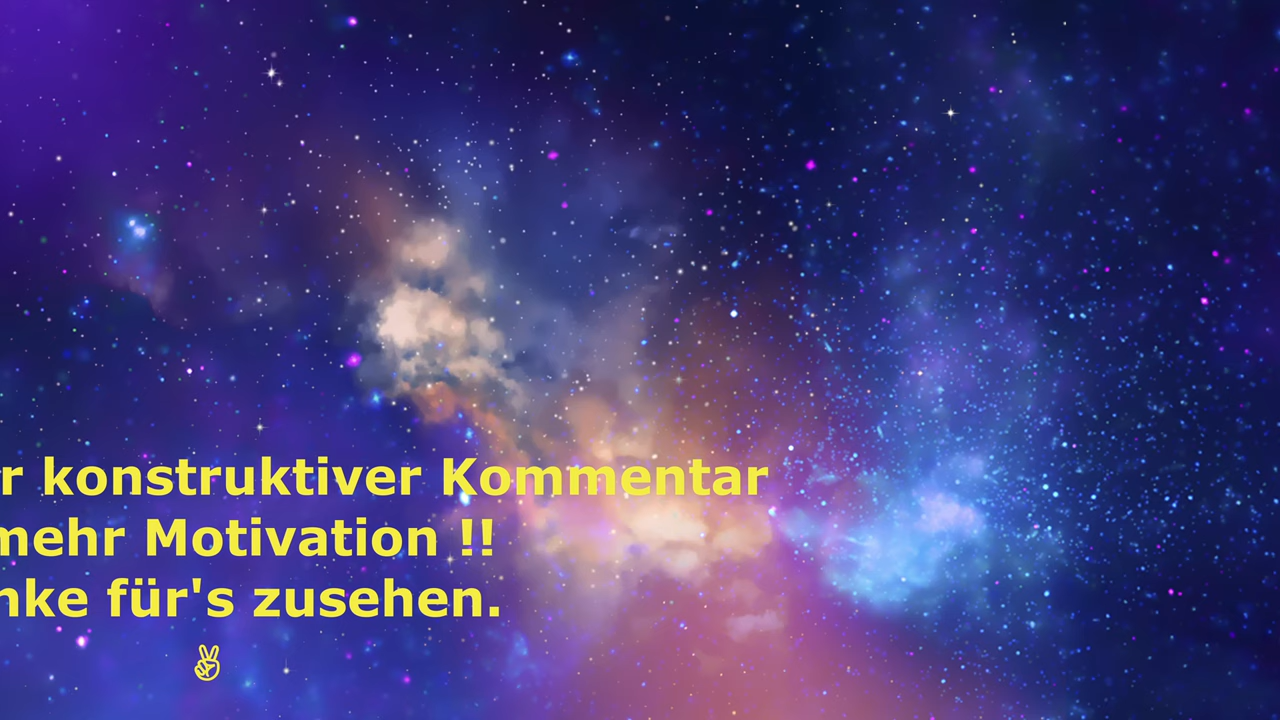 r konstruktiver Kommentar
mehr Motivation !!
nke für's zusehen.
✌